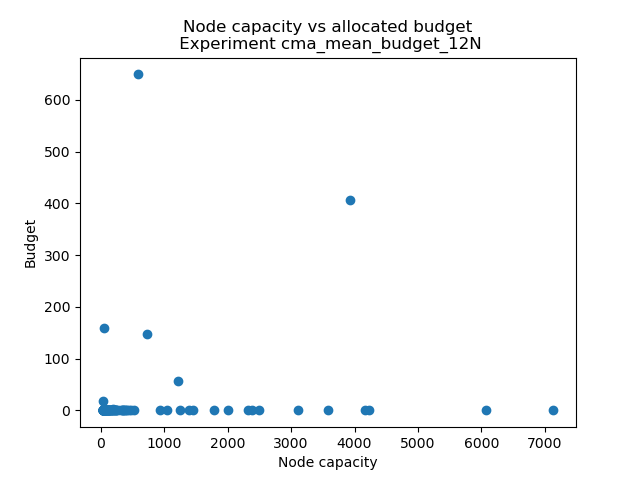 Node capacity vs allocated budget
Experiment cma_mean_budget_12N
600
500
400
300
200
100
0
Budget
0 1000 2000 3000 4000 5000 6000 7000
Node capacity